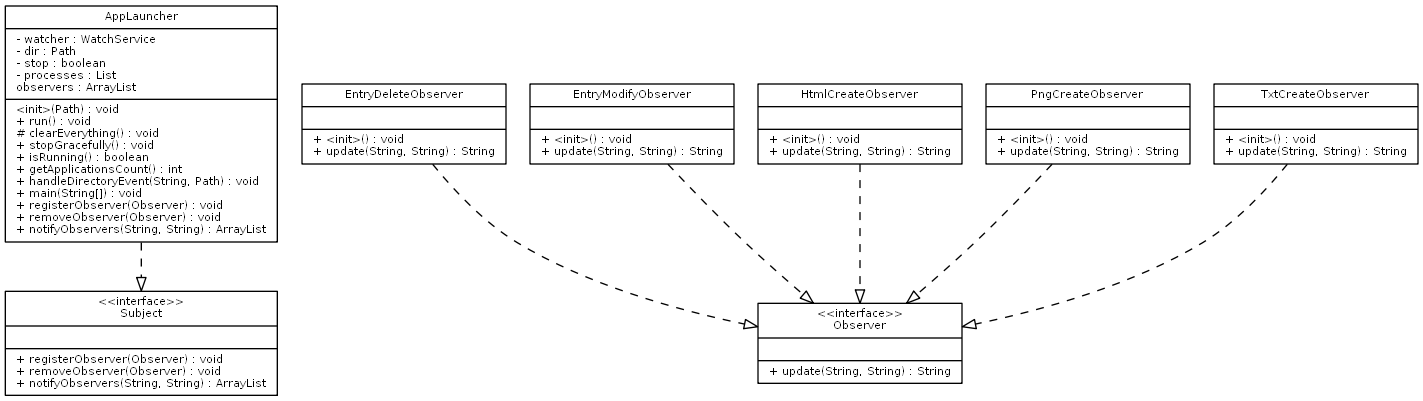 AppLauncher
- watcher : WatchService
- dir : Path
- stop : boolean
- processes : List
observers : ArrayList
<init>(Path) : void
+ run() : void
# clearEverything() : void
+ stopGracefully() : void
+ isRunning() : boolean
+ getApplicationsCount() : int
+ handleDirectoryEvent(String, Path) : void
+ main(String[]) : void
+ registerObserver(Observer) : void
+ removeObserver(Observer) : void
+ notifyObservers(String, String) : ArrayList
<<interface>>
Subject
+ registerObserver(Observer) : void
+ removeObserver(Observer) : void
+ notifyObservers(String, String) : ArrayList
EntryDeleteObserver
+ <init>() : void
+ update(String, String) : String
EntryModifyObserver
+ <init>() : void
+ update(String, String) : String
HtmlCreateObserver
+ <init>() : void
+ update(String, String) : String
PngCreateObserver
+ <init>() : void
+ update(String, String) : String
TxtCreateObserver
+ <init>() : void
+ update(String, String) : String
<<interface>>
Observer
+ update(String, String) : String